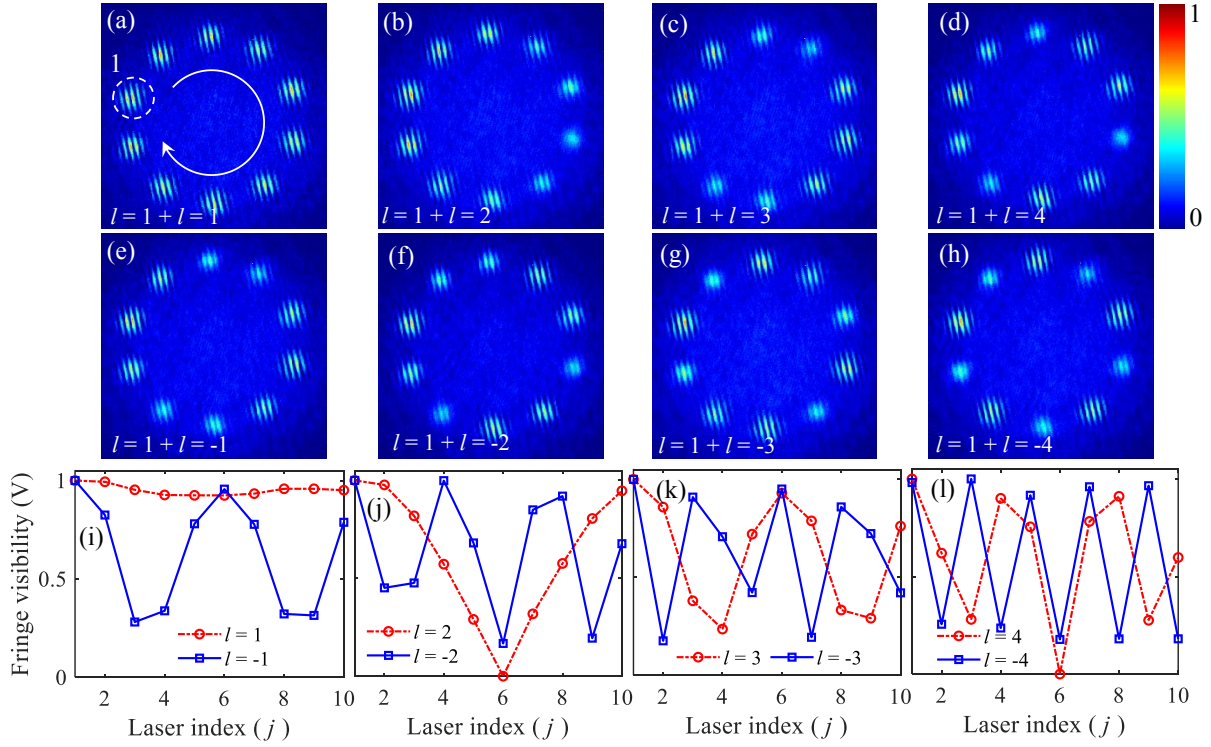 (a)
1
l = 1 + l = 1
(b)
l = 1 + l = 2
(c)
l = 1 + l = 3
(d)
l = 1 + l = 4
1
0
(e)
l = 1 + l = -1
(f)
l = 1 + l = -2
(g)
l = 1 + l = -3
(h)
l = 1 + l = -4
Fringe visibility (V)
1
0.5
0
(i)
l = 1
l = -1
2 4 6 8 10
Laser index ( j )
(j)
l = 2
l = -2
2 4 6 8 10
Laser index ( j )
(k)
l = 3 l = -3
2 4 6 8 10
Laser index ( j )
(l)
l = 4
l = -4
2 4 6 8 10
Laser index ( j )